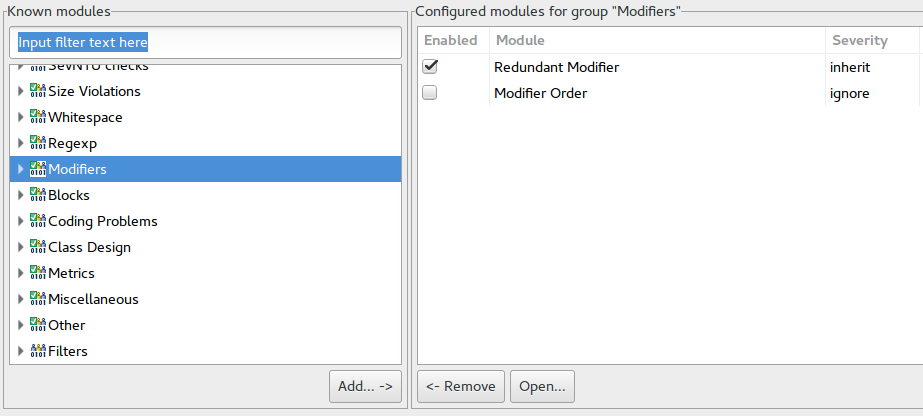 Known modules
Input filter text here
SevNTU checks
Size Violations
Whitespace
Regexp
Modifiers
Blocks
Coding Problems
Class Design
Metrics
Miscellaneous
Other
Filters
Add... ->
Configured modules for group "Modifiers"
Enabled Module Severity
Redundant Modifier inherit
Modifier Order ignore
<- Remove Open...